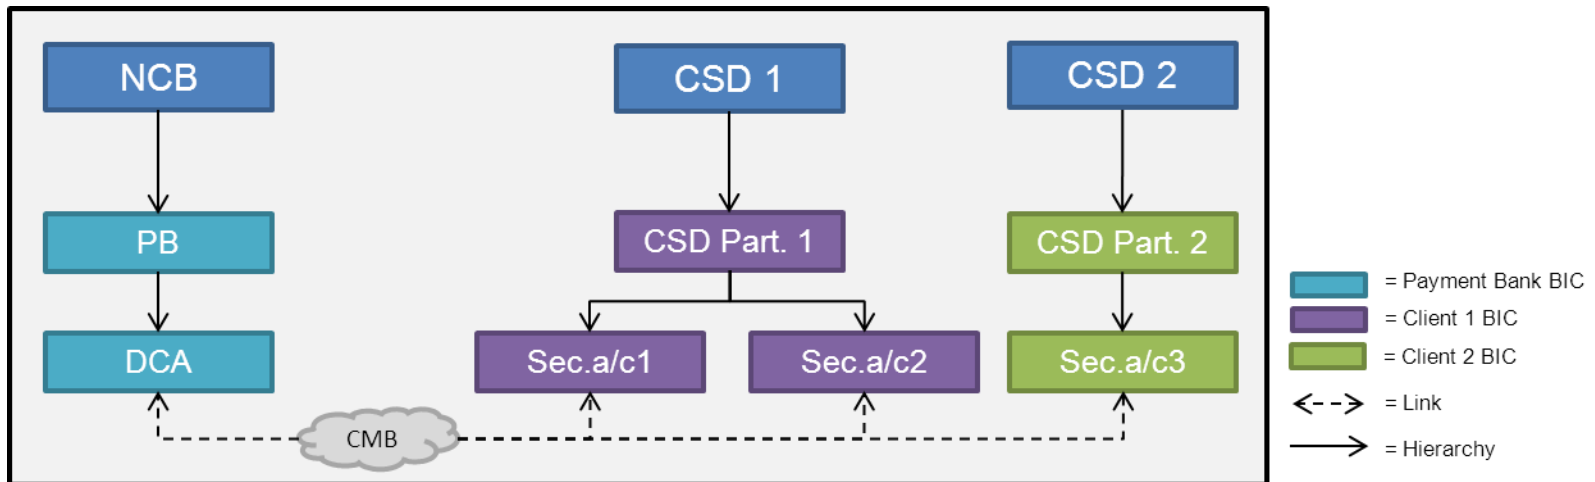 NCB
CSD 1
CSD 2
PB
CSD Part. 1
CSD Part. 2
DCA
Sec.a/c1
Sec.a/c2
Sec.a/c3
CMB
= Payment Bank BIC
= Client 1 BIC
= Client 2 BIC
= Link
= Hierarchy